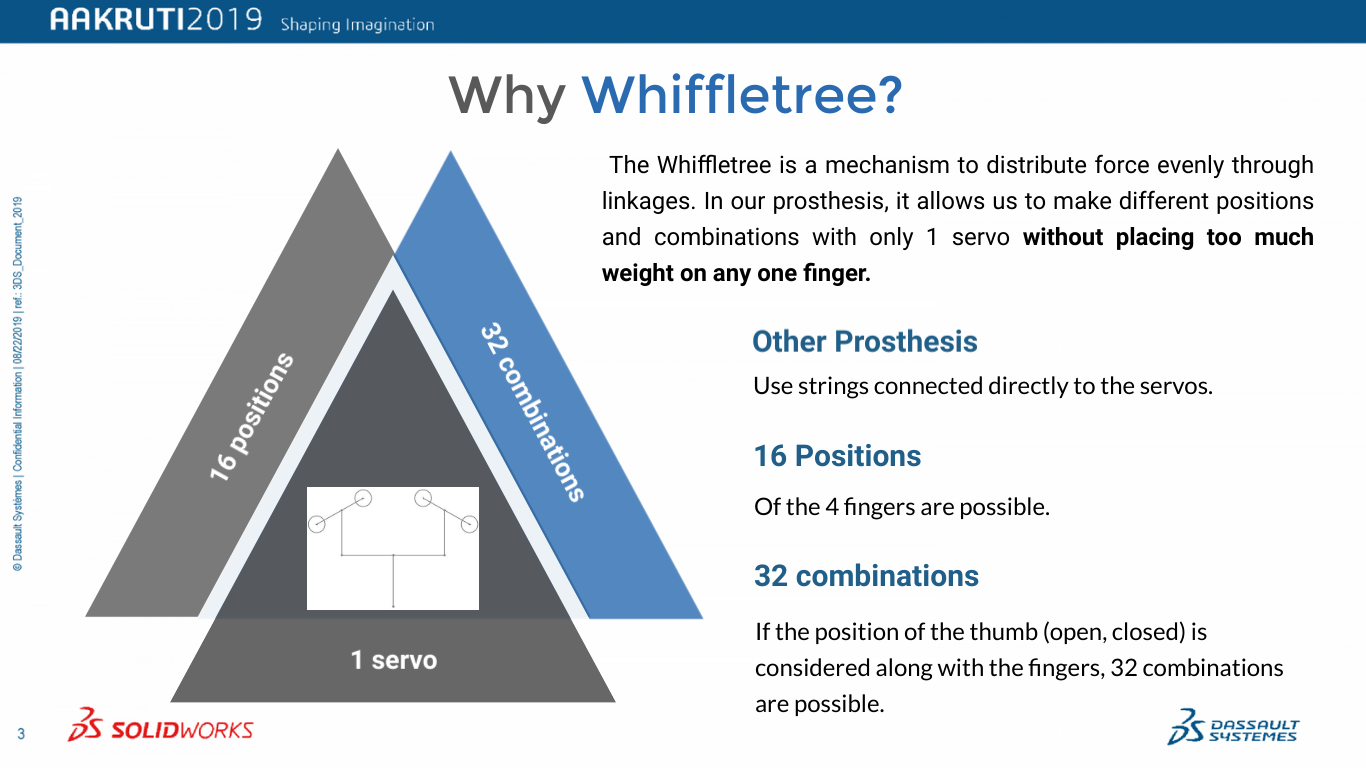 AAKRUTI2019 Shaping Imagination
Why Whiffletree?
The Whiffletree is a mechanism to distribute force evenly through
linkages. In our prosthesis, it allows us to make different positions
and combinations with only 1 servo without placing too much
weight on any one finger.
16 positions
32 combinations
1 servo
Other Prosthesis
Use strings connected directly to the servos.
16 Positions
Of the 4 fingers are possible.
32 combinations
If the position of the thumb (open, closed) is
considered along with the fingers, 32 combinations
are possible.
© Dassault Systèmes | Confidential Information | 08/22/2019 | ref.: 3DS_Document_2019
3
SOLIDWORKS
DASSAULT
SYSTEMES